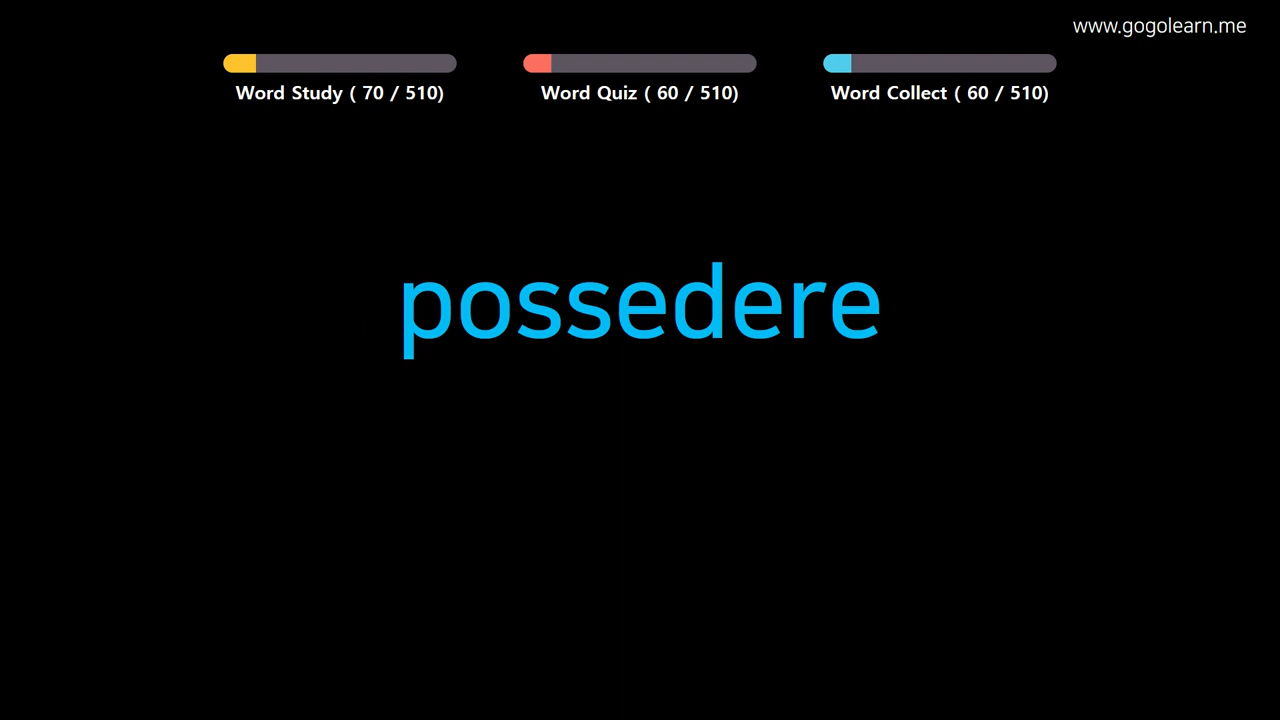 www.gogolearn.me
Word Study ( 70 / 510)
Word Quiz ( 60 / 510)
Word Collect ( 60 / 510)
possedere